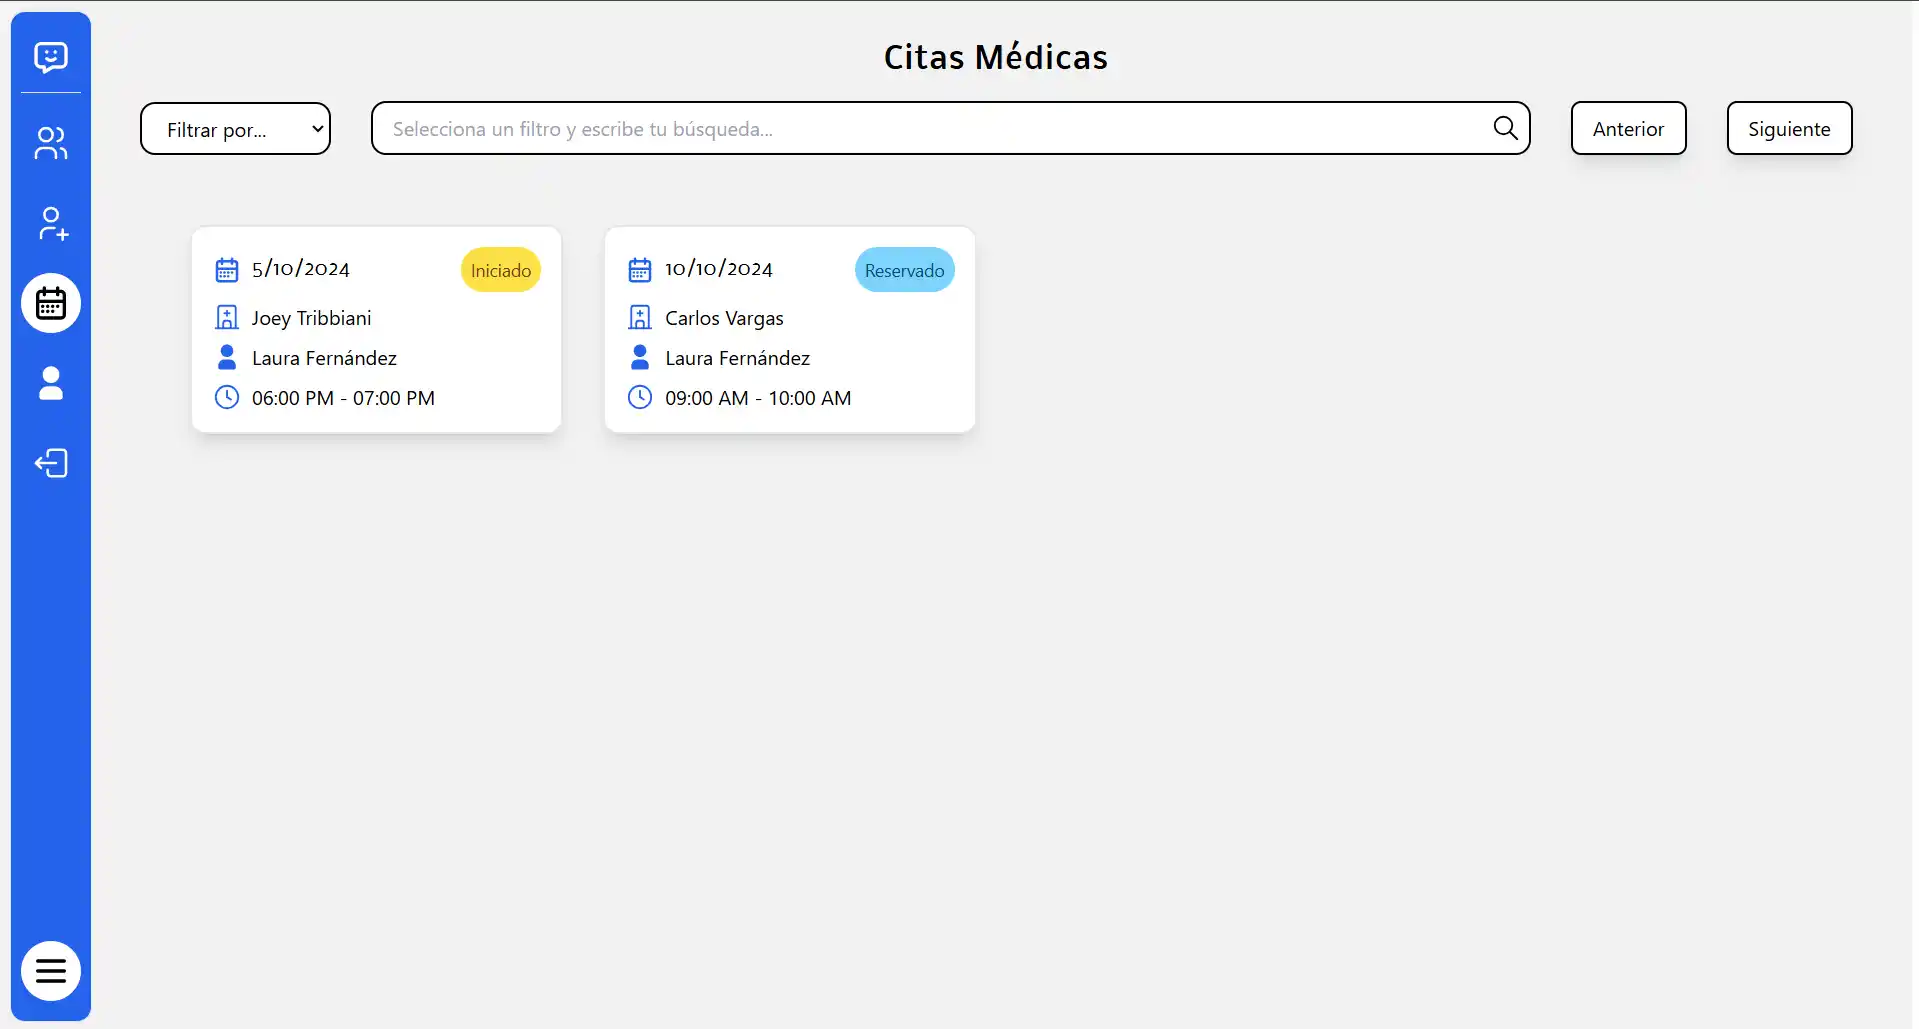 Citas Médicas
Filtrar por...
Selecciona un filtro y escribe tu búsqueda...
Anterior
Siguiente
5/10/2024
Iniciado
Joey Tribbiani
Laura Fernández
06:00 PM - 07:00 PM
10/10/2024
Reservado
Carlos Vargas
Laura Fernández
09:00 AM - 10:00 AM